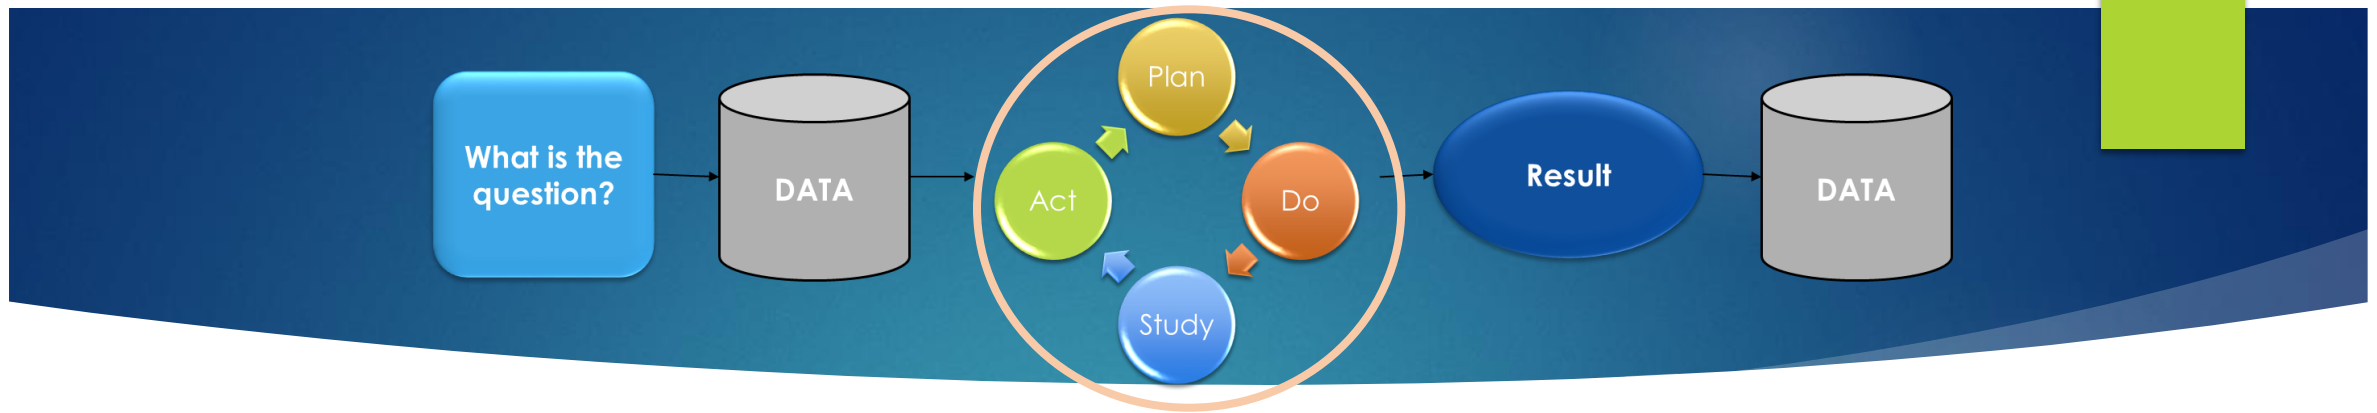 What is the
question?
DATA
Plan
Do
Study
Act
Result
DATA